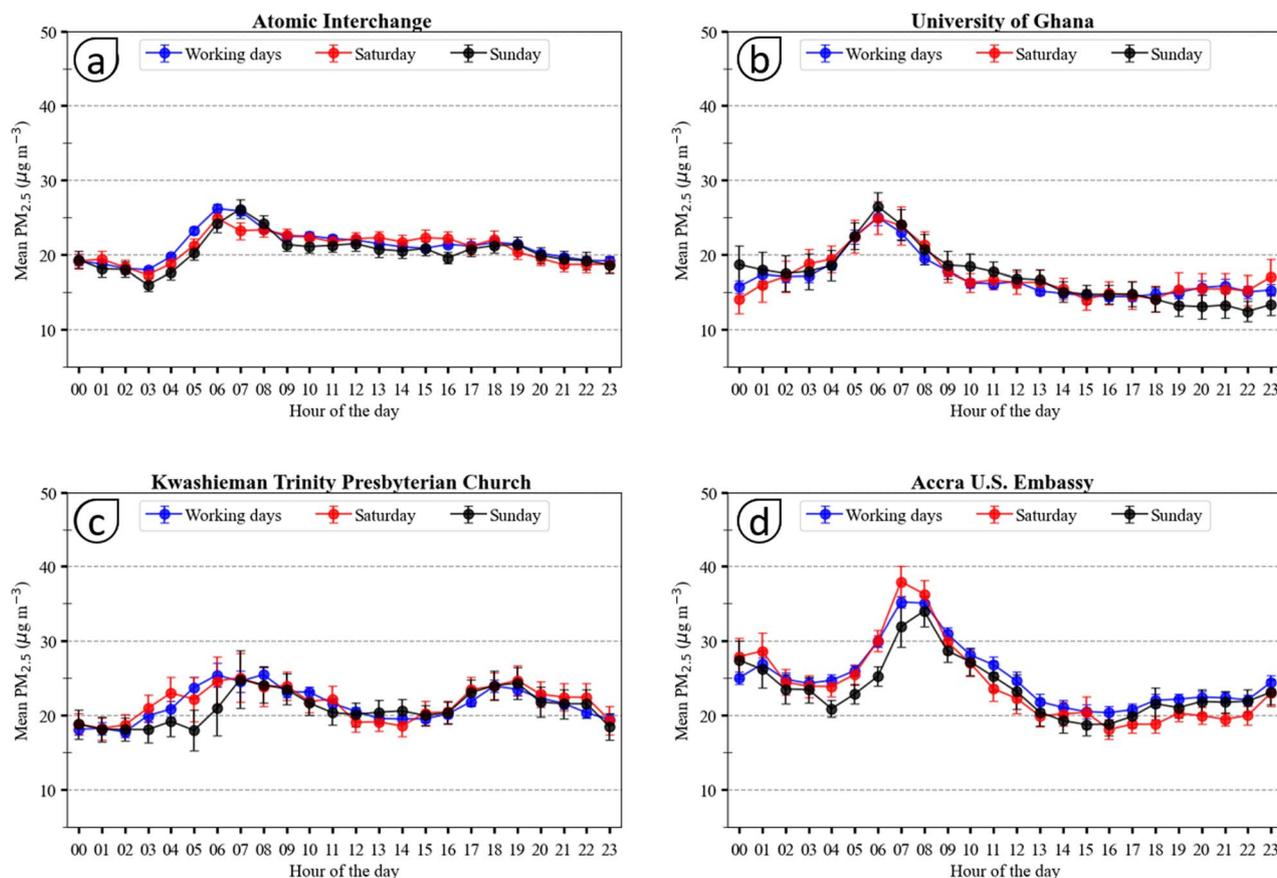 Atomic Interchange
a
Working days Saturday Sunday
50
40
30
20
10
Mean PM2.5 (μg m−3)
00 01 02 03 04 05 06 07 08 09 10 11 12 13 14 15 16 17 18 19 20 21 22 23
Hour of the day
University of Ghana
b
Working days Saturday Sunday
50
40
30
20
10
Mean PM2.5 (μg m−3)
00 01 02 03 04 05 06 07 08 09 10 11 12 13 14 15 16 17 18 19 20 21 22 23
Hour of the day
Kwashieman Trinity Presbyterian Church
c
Working days Saturday Sunday
50
40
30
20
10
Mean PM2.5 (μg m−3)
00 01 02 03 04 05 06 07 08 09 10 11 12 13 14 15 16 17 18 19 20 21 22 23
Hour of the day
Accra U.S. Embassy
d
Working days Saturday Sunday
50
40
30
20
10
Mean PM2.5 (μg m−3)
00 01 02 03 04 05 06 07 08 09 10 11 12 13 14 15 16 17 18 19 20 21 22 23
Hour of the day